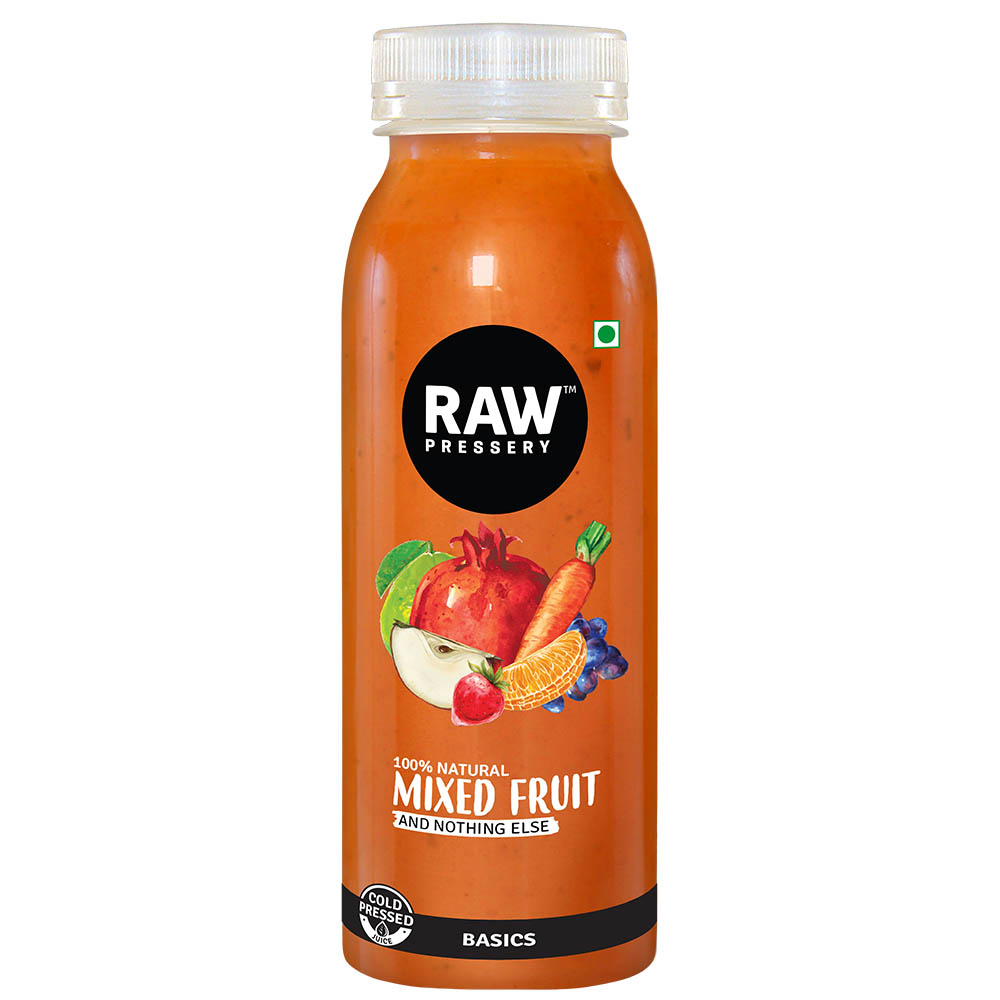 RAW™
PRESSERY
100% NATURAL
MIXED FRUIT
AND NOTHING ELSE
COLD
PRESSED
JUICE
BASICS